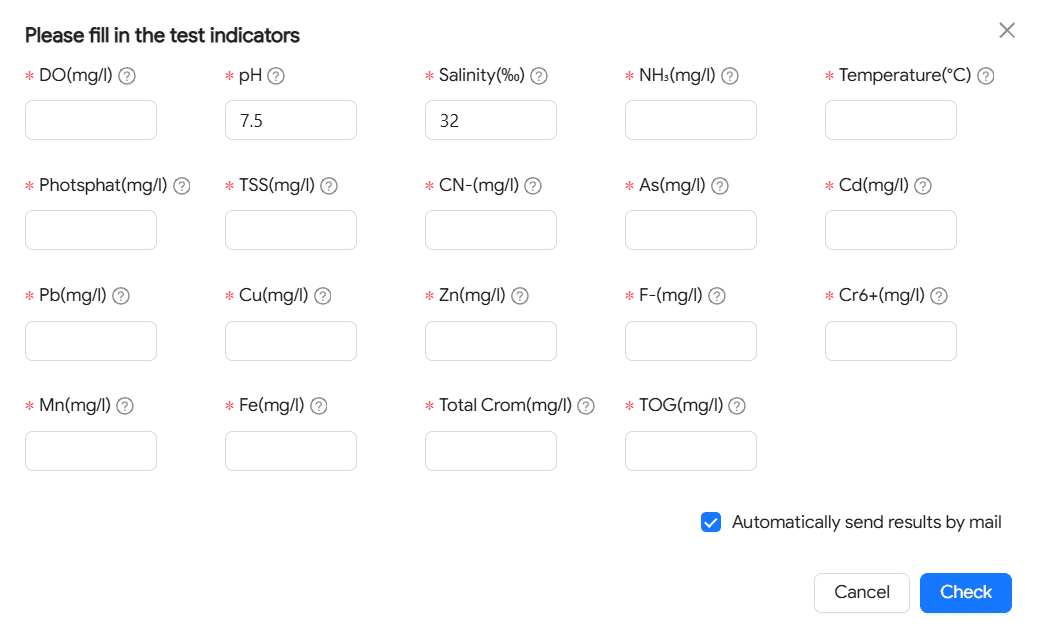 Please fill in the test indicators
* DO(mg/l) ?
* pH ?
* Salinity(‰) ?
* NH₃(mg/l) ?
* Temperature(°C) ?
7.5
32
* Photsphat(mg/l) ?
* TSS(mg/l) ?
* CN-(mg/l) ?
* As(mg/l) ?
* Cd(mg/l) ?
* Pb(mg/l) ?
* Cu(mg/l) ?
* Zn(mg/l) ?
* F-(mg/l) ?
* Cr6+(mg/l) ?
* Mn(mg/l) ?
* Fe(mg/l) ?
* Total Crom(mg/l) ?
* TOG(mg/l) ?
Automatically send results by mail
Cancel
Check